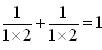 1/(1×2) + 1/(1×2) = 1